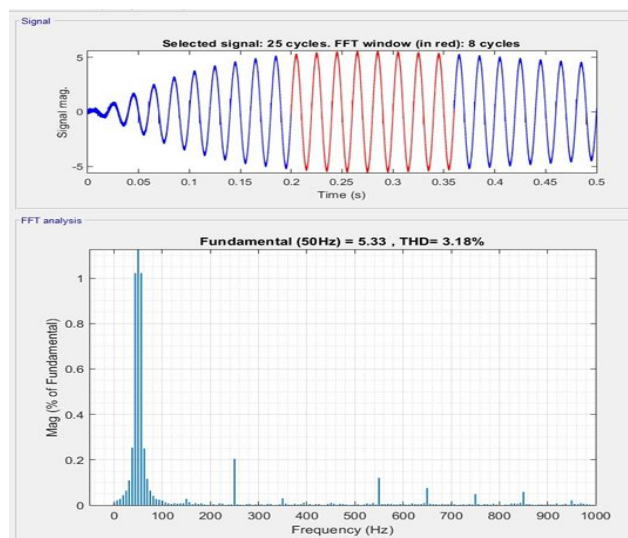 Signal
Selected signal: 25 cycles. FFT window (in red): 8 cycles
Signal mag.
5
0
-5
0 0.05 0.1 0.15 0.2 0.25 0.3 0.35 0.4 0.45 0.5
Time (s)
FFT analysis
Fundamental (50Hz) = 5.33 , THD= 3.18%
Mag (% of Fundamental)
1
0.8
0.6
0.4
0.2
0
0 100 200 300 400 500 600 700 800 900 1000
Frequency (Hz)